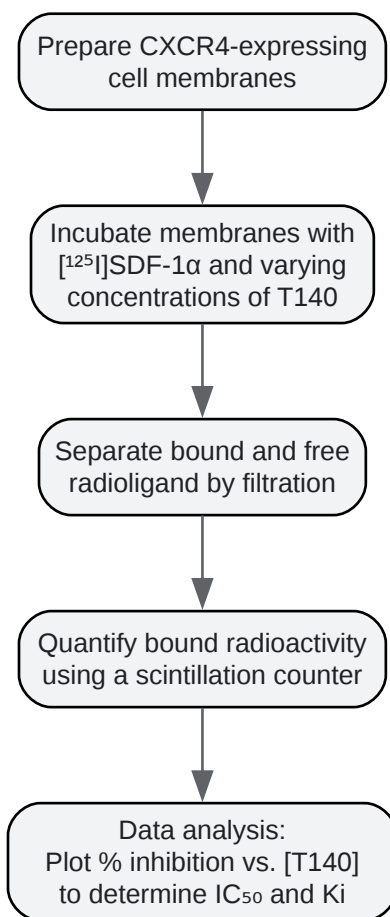 Prepare CXCR4-expressing
cell membranes
Incubate membranes with
[¹²⁵I]SDF-1α and varying
concentrations of T140
Separate bound and free
radioligand by filtration
Quantify bound radioactivity
using a scintillation counter
Data analysis:
Plot % inhibition vs. [T140]
to determine IC₅₀ and Ki